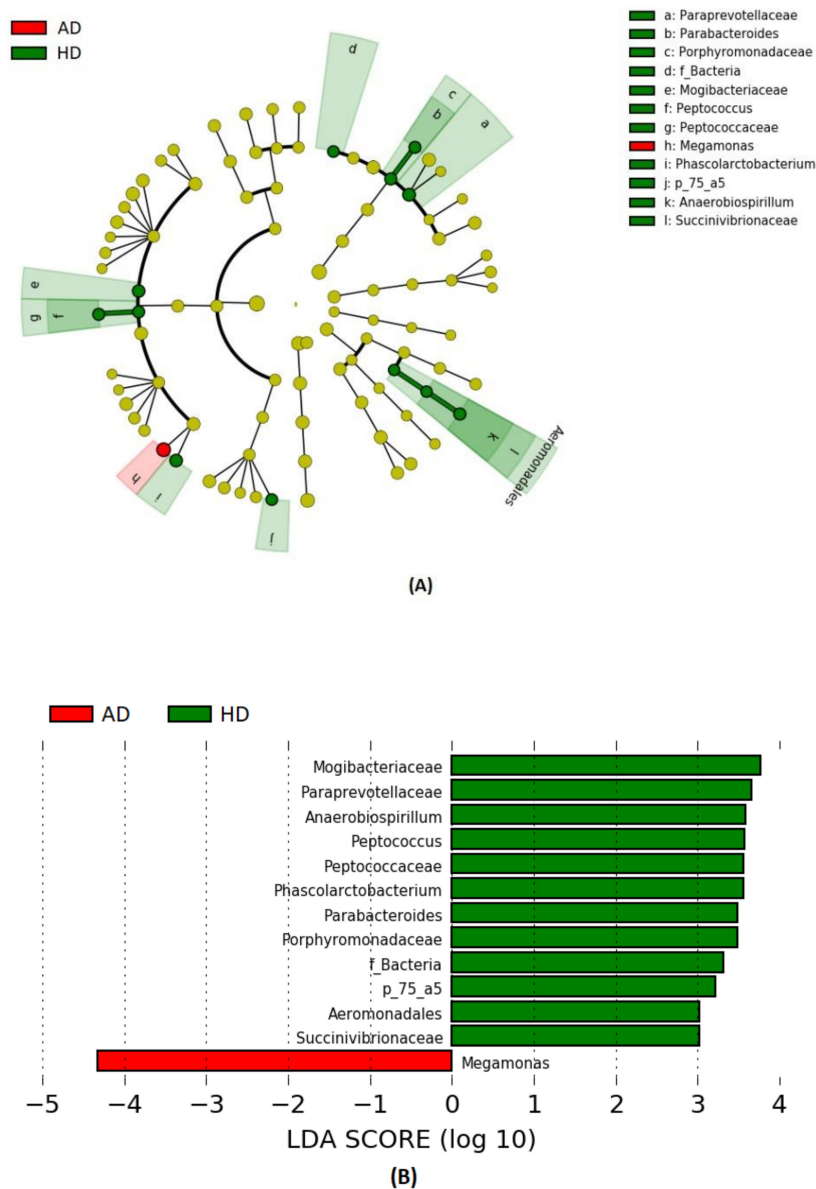 AD
HD
a: Paraprevotellaceae
b: Parabacteroides
c: Porphyromonadaceae
d: f_Bacteria
e: Mogibacteriaceae
f: Peptococcus
g: Peptococcaceae
h: Megamonas
i: Phascolarctobacterium
j: p_75_a5
k: Anaerobiospirillum
l: Succinivibrionaceae
d
c
b
a
e
g f
k
l
Aeromonadales
h
i
j
(A)
AD HD
Mogibacteriaceae
Paraprevotellaceae
Anaerobiospirillum
Peptococcus
Peptococcaceae
Phascolarctobacterium
Parabacteroides
Porphyromonadaceae
f_Bacteria
p_75_a5
Aeromonadales
Succinivibrionaceae
Megamonas
−5 −4 −3 −2 −1 0 1 2 3 4
LDA SCORE (log 10)
(B)